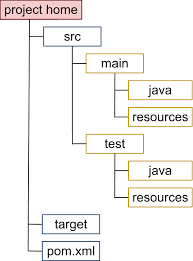 project home
src
main
java
resources
test
java
resources
target
pom.xml